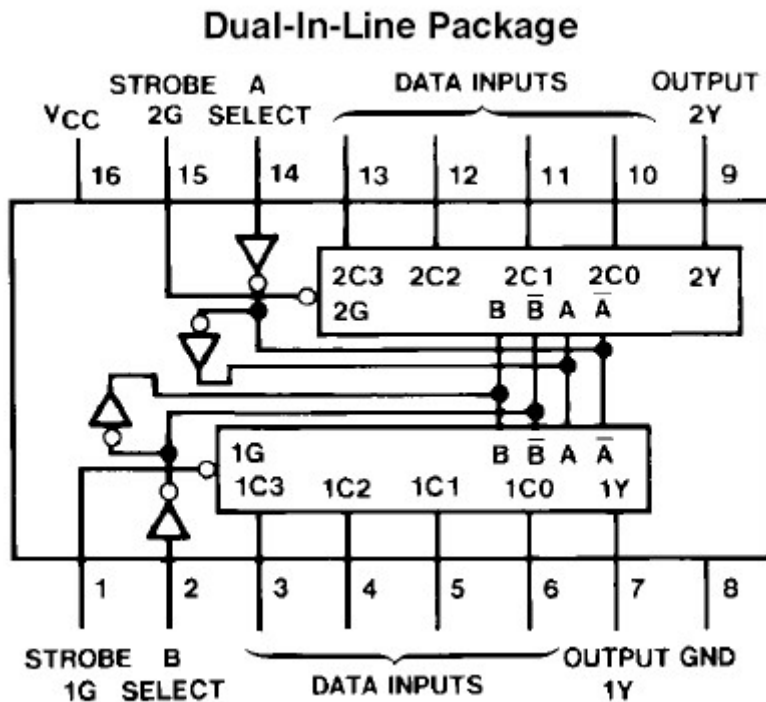 Dual-In-Line Package
STROBE A DATA INPUTS OUTPUT
VCC 2G SELECT 2Y
16 15 14 13 12 11 10 9
2C3 2C2 2C1 2C0 2Y
2G B B̅ A A̅
1G B B̅ A A̅
1C3 1C2 1C1 1C0 1Y
1 2 3 4 5 6 7 8
STROBE B DATA INPUTS OUTPUT GND
1G SELECT 1Y